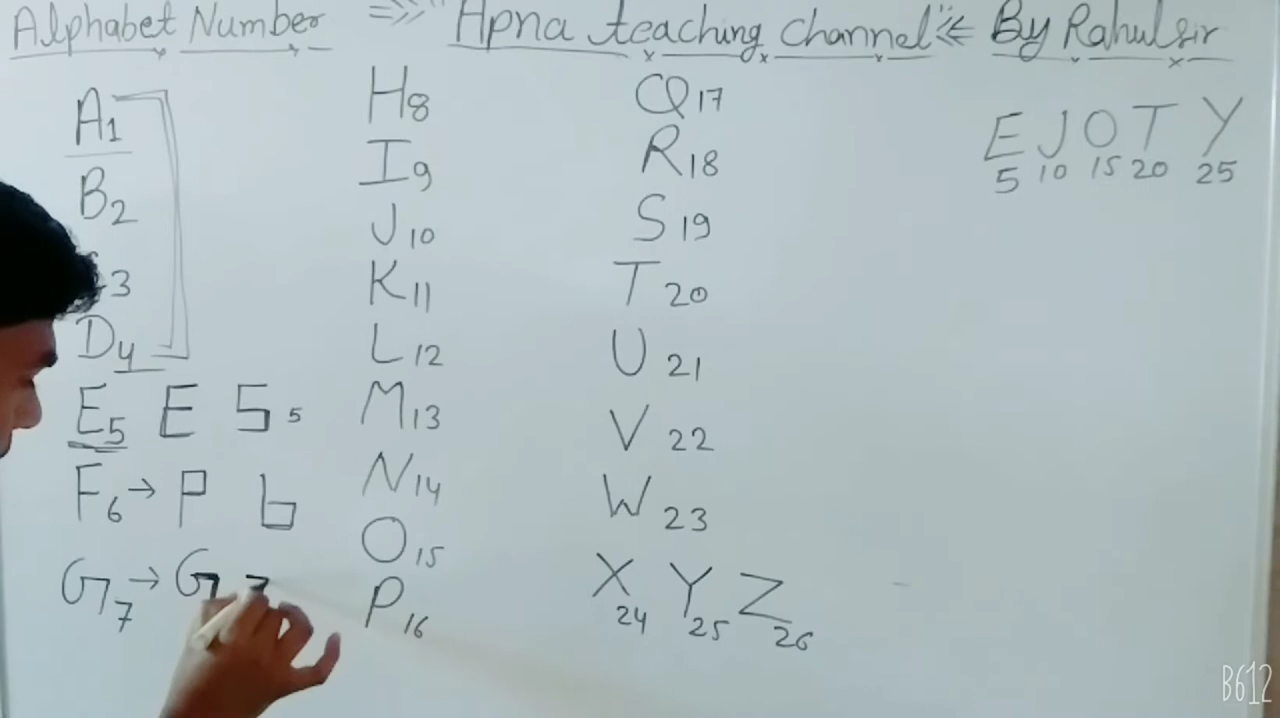 Alphabet Number => "Apna teaching channel" <= By Rahul sir
A1
B2
3
D4
E5 E 5 5
F6 → P b
G7 → G 7
H8
I9
J10
K11
L12
M13
N14
O15
P16
Q17
R18
S19
T20
U21
V22
W23
X Y Z
24 25 26
E J O T Y
5 10 15 20 25
B612